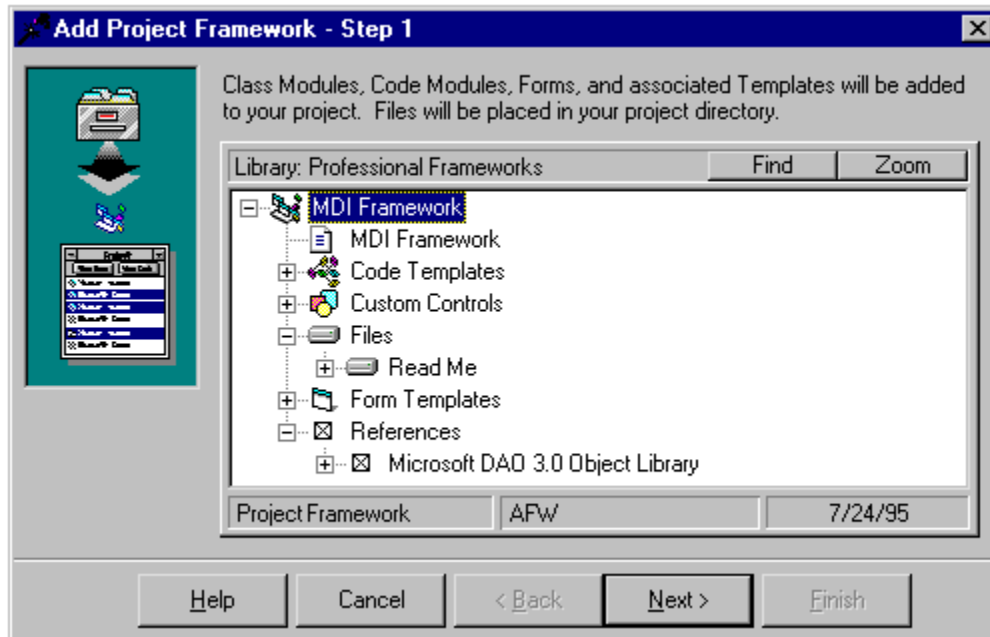 Add Project Framework - Step 1
Class Modules, Code Modules, Forms, and associated Templates will be added
to your project. Files will be placed in your project directory.
Library: Professional Frameworks
Find
Zoom
MDI Framework
MDI Framework
Code Templates
Custom Controls
Files
Read Me
Form Templates
References
Microsoft DAO 3.0 Object Library
Project Framework
AFW
7/24/95
Help
Cancel
< Back
Next >
Finish